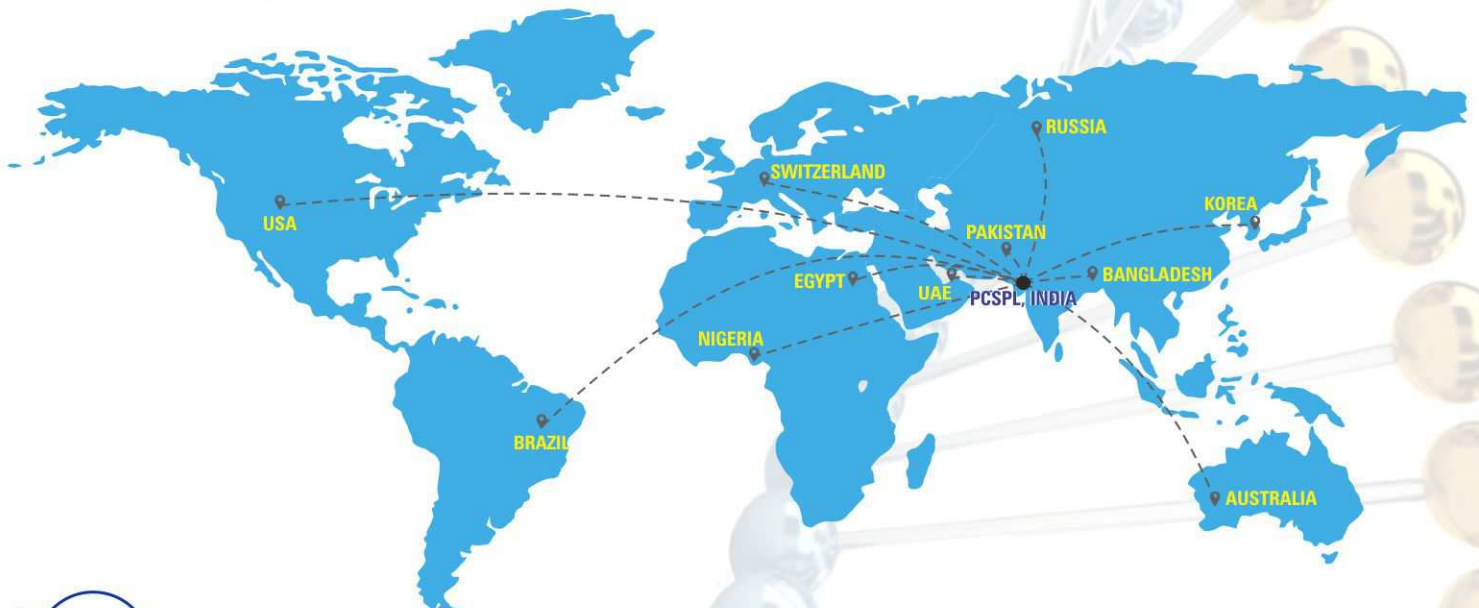 RUSSIA
SWITZERLAND
USA
KOREA
PAKISTAN
EGYPT
UAE
BANGLADESH
PCSPL, INDIA
NIGERIA
BRAZIL
AUSTRALIA